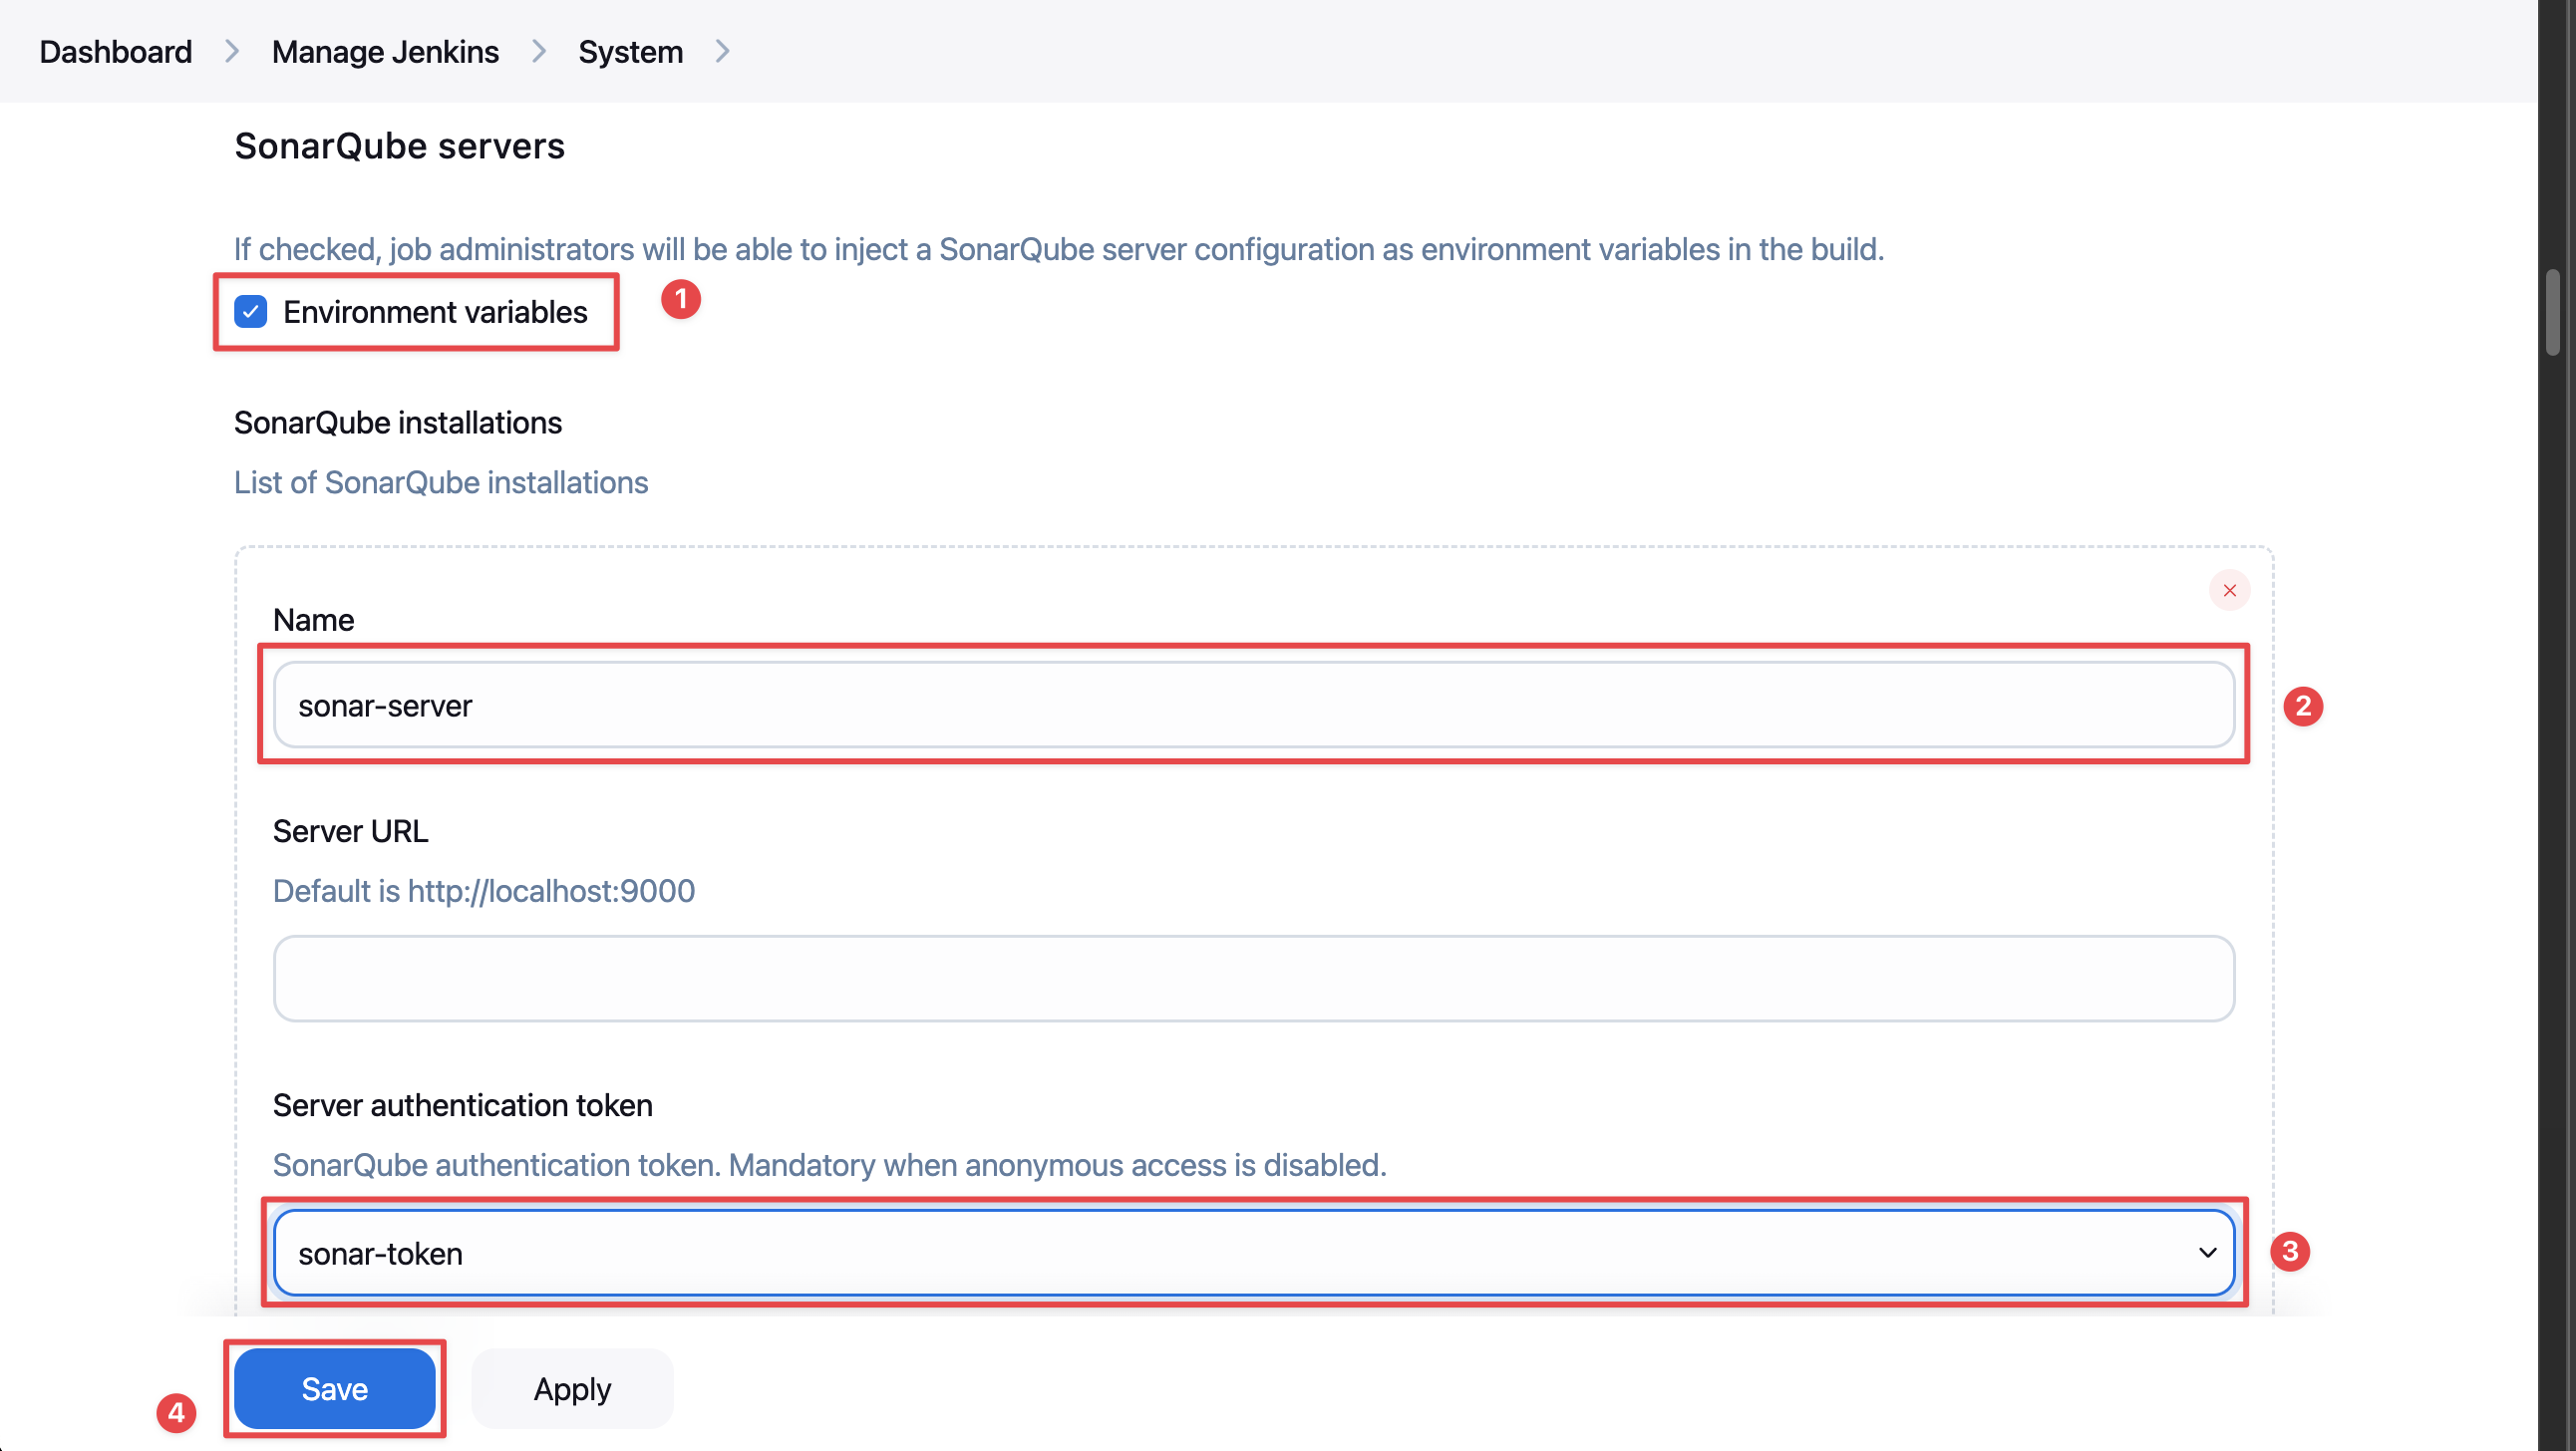 Dashboard > Manage Jenkins > System >
SonarQube servers
If checked, job administrators will be able to inject a SonarQube server configuration as environment variables in the build.
Environment variables
1
SonarQube installations
List of SonarQube installations
Name
sonar-server
2
Server URL
Default is http://localhost:9000
Server authentication token
SonarQube authentication token. Mandatory when anonymous access is disabled.
sonar-token
3
Save Apply
4